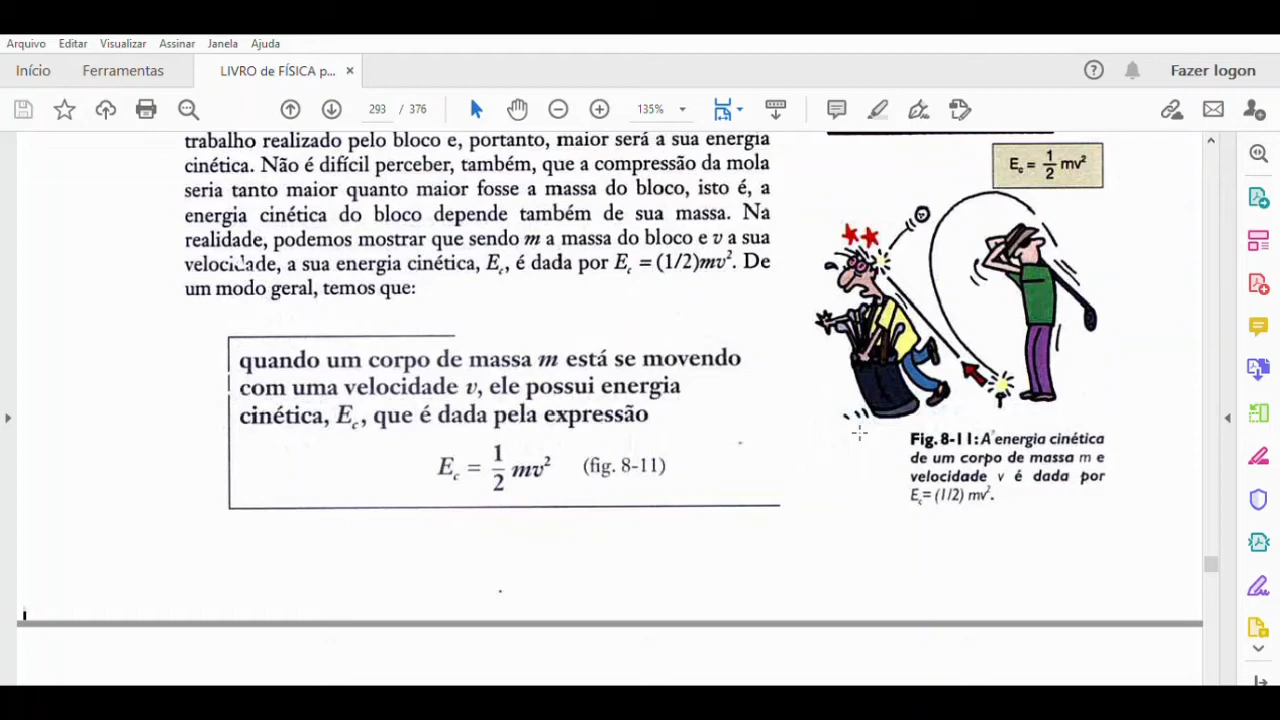 Arquivo Editar Visualizar Assinar Janela Ajuda
Início Ferramentas LIVRO de FÍSICA p... × Fazer logon
293 / 376 135%
trabalho realizado pelo bloco e, portanto, maior será a sua energia
cinética. Não é difícil perceber, também, que a compressão da mola
seria tanto maior quanto maior fosse a massa do bloco, isto é, a
energia cinética do bloco depende também de sua massa. Na
realidade, podemos mostrar que sendo m a massa do bloco e v a sua
velocidade, a sua energia cinética, Ec, é dada por Ec = (1/2)mv². De
um modo geral, temos que:
quando um corpo de massa m está se movendo
com uma velocidade v, ele possui energia
cinética, Ec, que é dada pela expressão
Ec = 1/2 mv² (fig. 8-11)
Ec = 1/2 mv²
Fig. 8-11: A energia cinética
de um corpo de massa m e
velocidade v é dada por
Ec = (1/2) mv².